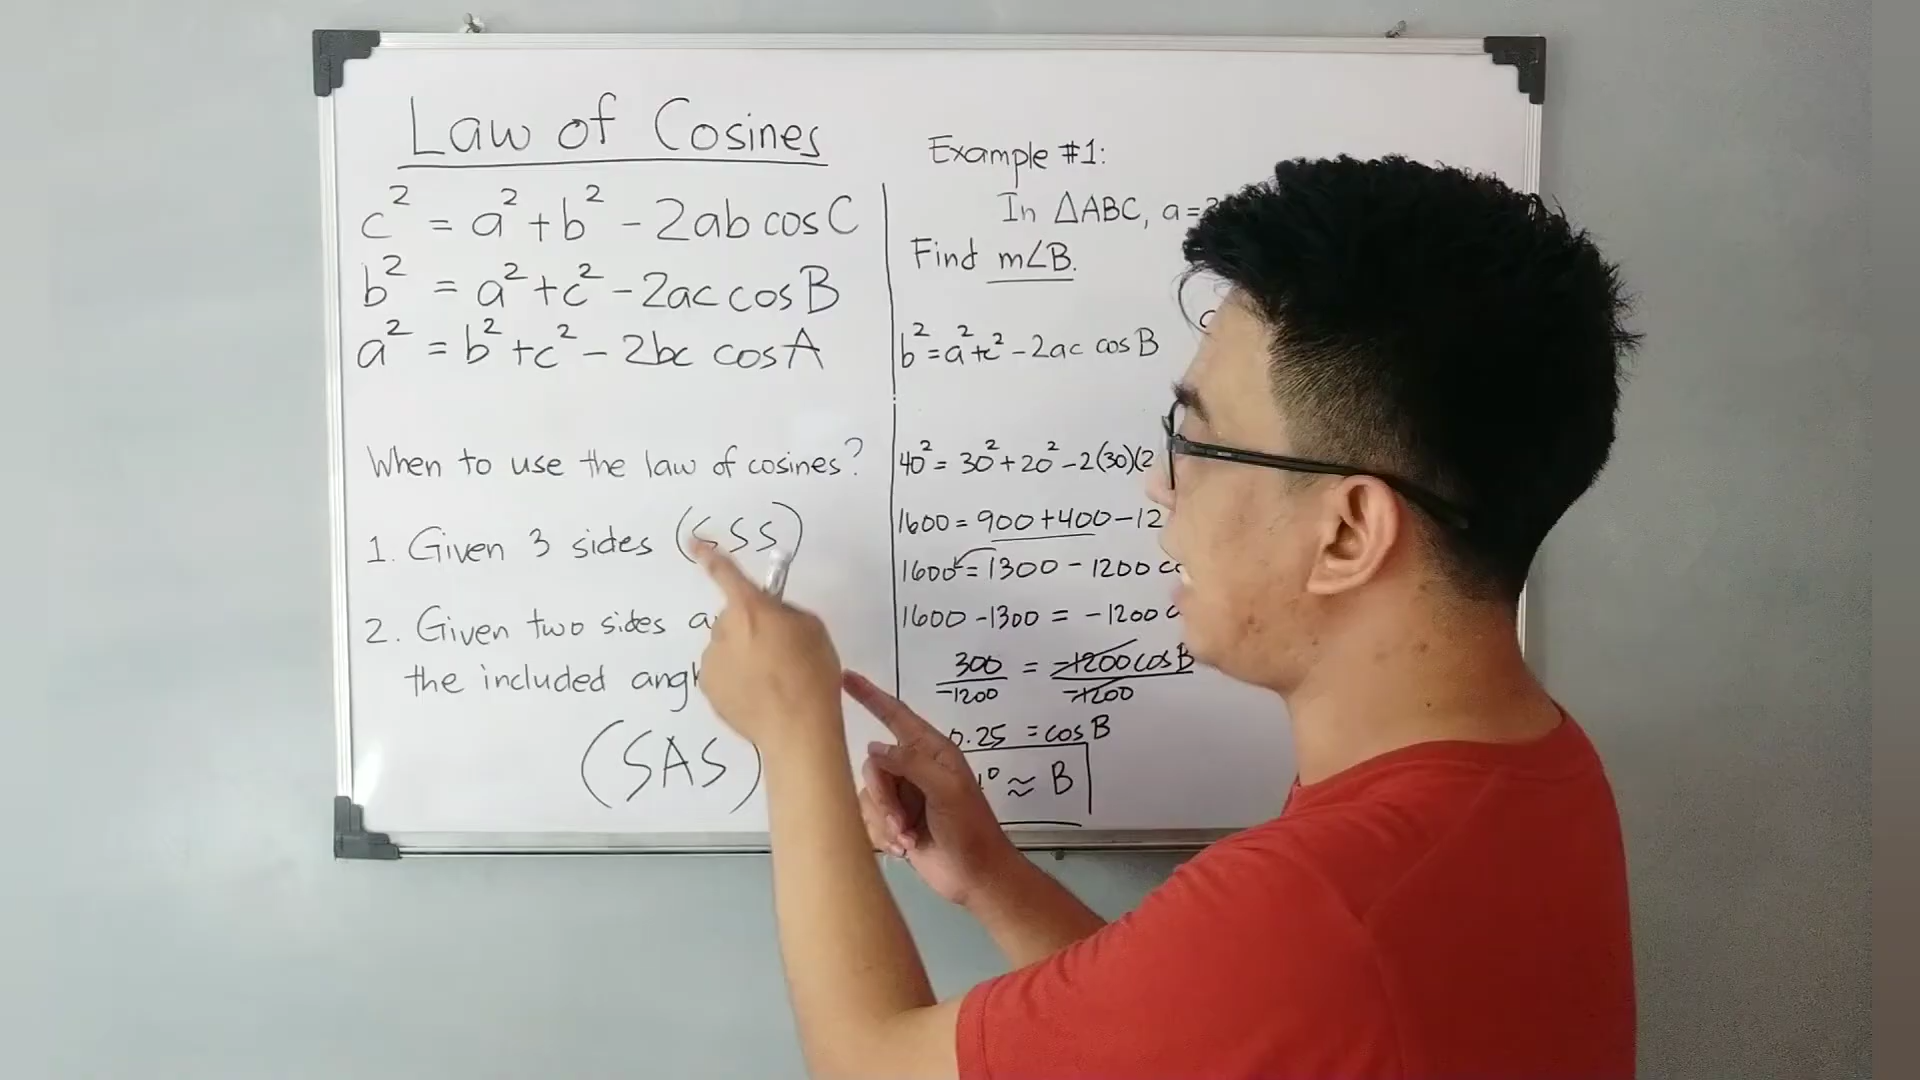 Law of Cosines
c² = a² + b² - 2ab cos C
b² = a² + c² - 2ac cos B
a² = b² + c² - 2bc cos A
When to use the law of cosines?
1. Given 3 sides (SSS)
2. Given two sides
the included
(SAS)
Example #1:
In △ABC, a=
Find m∠B.
b² = a² + c² - 2ac cos B
40² = 30² + 20² - 2(30)(2
1600 = 900 + 400 - 12
1600 = 1300 - 1200
1600 - 1300 = -1200
300 = -1200 cos B
-1200 -1200
0.25 = cos B
° ≈ B